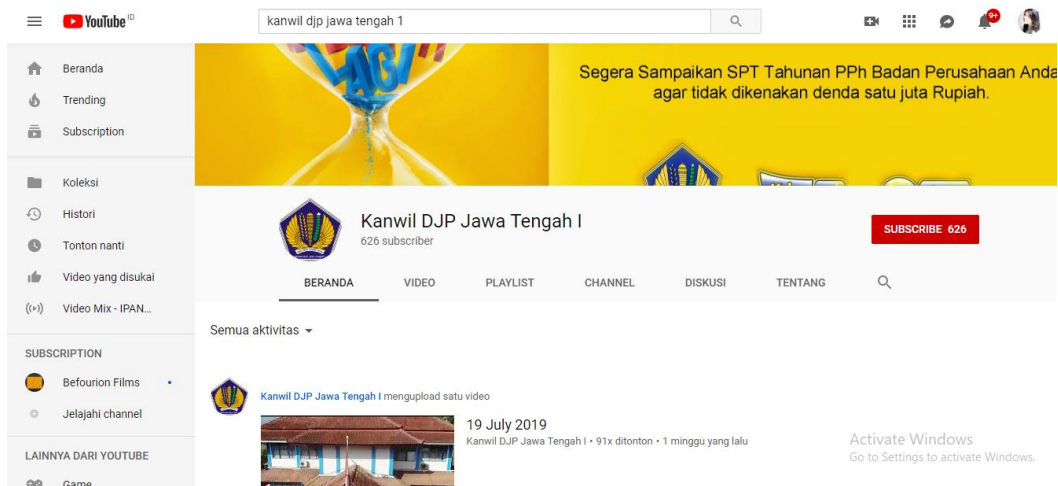 YouTube ID
kanwil djp jawa tengah 1
9+
Beranda
Trending
Subscription
Koleksi
Histori
Tonton nanti
Video yang disukai
Video Mix - IPAN...
SUBSCRIPTION
Befourion Films
Jelajahi channel
LAINNYA DARI YOUTUBE
Game
LAGI
Segera Sampaikan SPT Tahunan PPh Badan Perusahaan Anda
agar tidak dikenakan denda satu juta Rupiah.
Kanwil DJP Jawa Tengah I
626 subscriber
SUBSCRIBE 626
BERANDA VIDEO PLAYLIST CHANNEL DISKUSI TENTANG
Semua aktivitas
Kanwil DJP Jawa Tengah I mengupload satu video
19 July 2019
Kanwil DJP Jawa Tengah I • 91x ditonton • 1 minggu yang lalu
Activate Windows
Go to Settings to activate Windows.